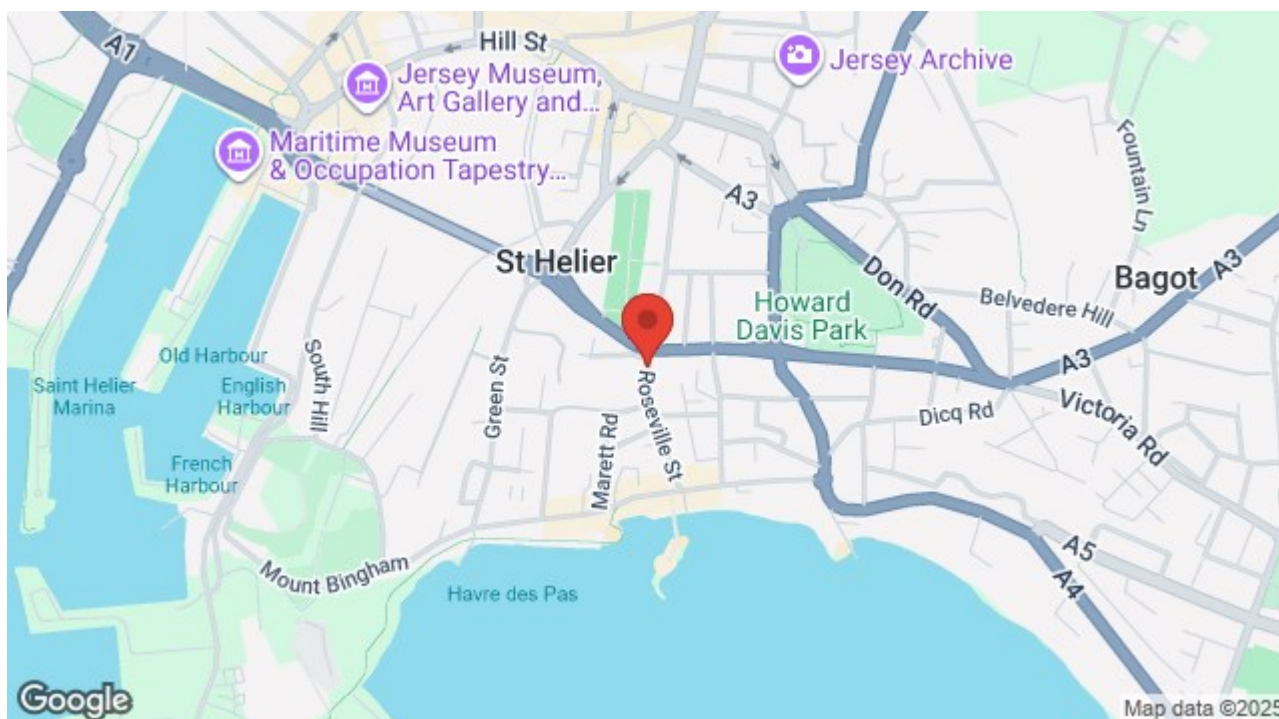 A1
Hill St
Jersey Museum,
Art Gallery and...
Jersey Archive
Maritime Museum
& Occupation Tapestry...
Fountain Ln
A3
St Helier
Don Rd
Bagot
A3
Howard
Davis Park
Belvedere Hill
Old Harbour
South Hill
Green St
A3
Saint Helier
Marina
English
Harbour
Roseville St
Dicq Rd
Victoria Rd
Marett Rd
French
Harbour
A5
Mount Bingham
A4
Havre des Pas
Google
Map data ©2025